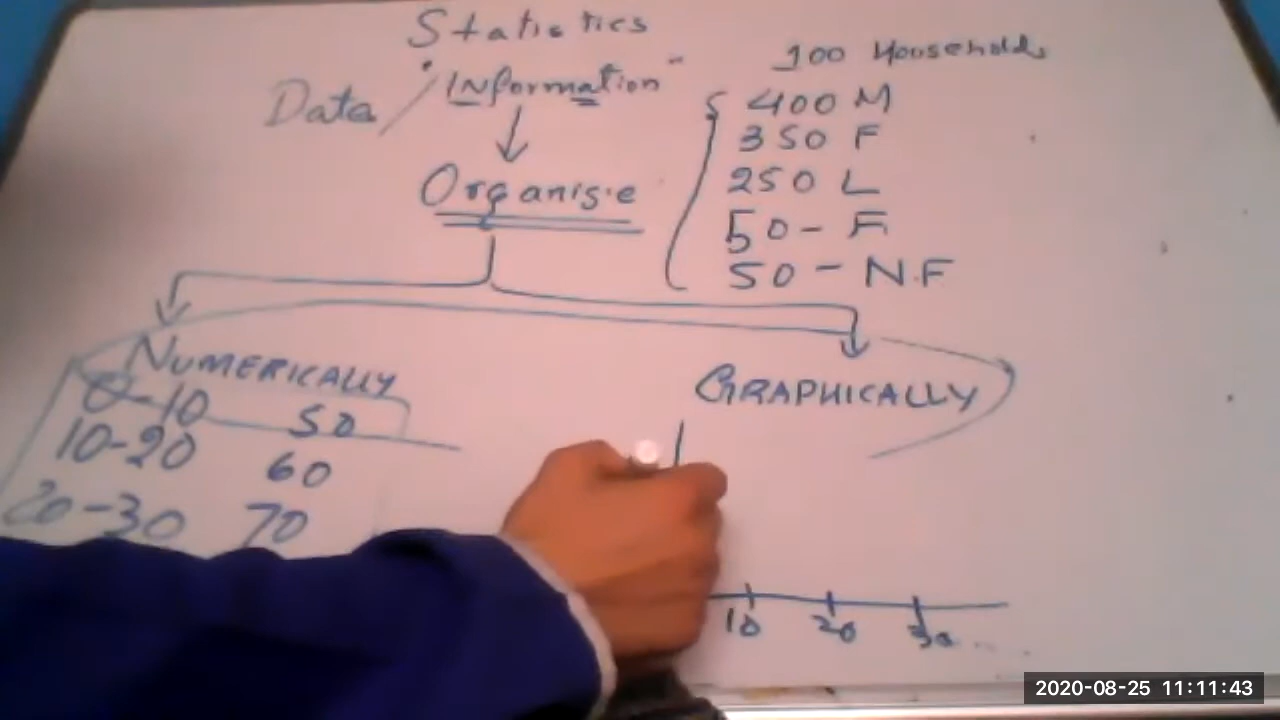 Statistics
Data / "Information"
Organise
100 Households
400 M
350 F
250 L
50 - F
50 - N.F
NUMERICALLY
0-10 50
10-20 60
20-30 70
GRAPHICALLY
10 20 30 ...
2020-08-25 11:11:43